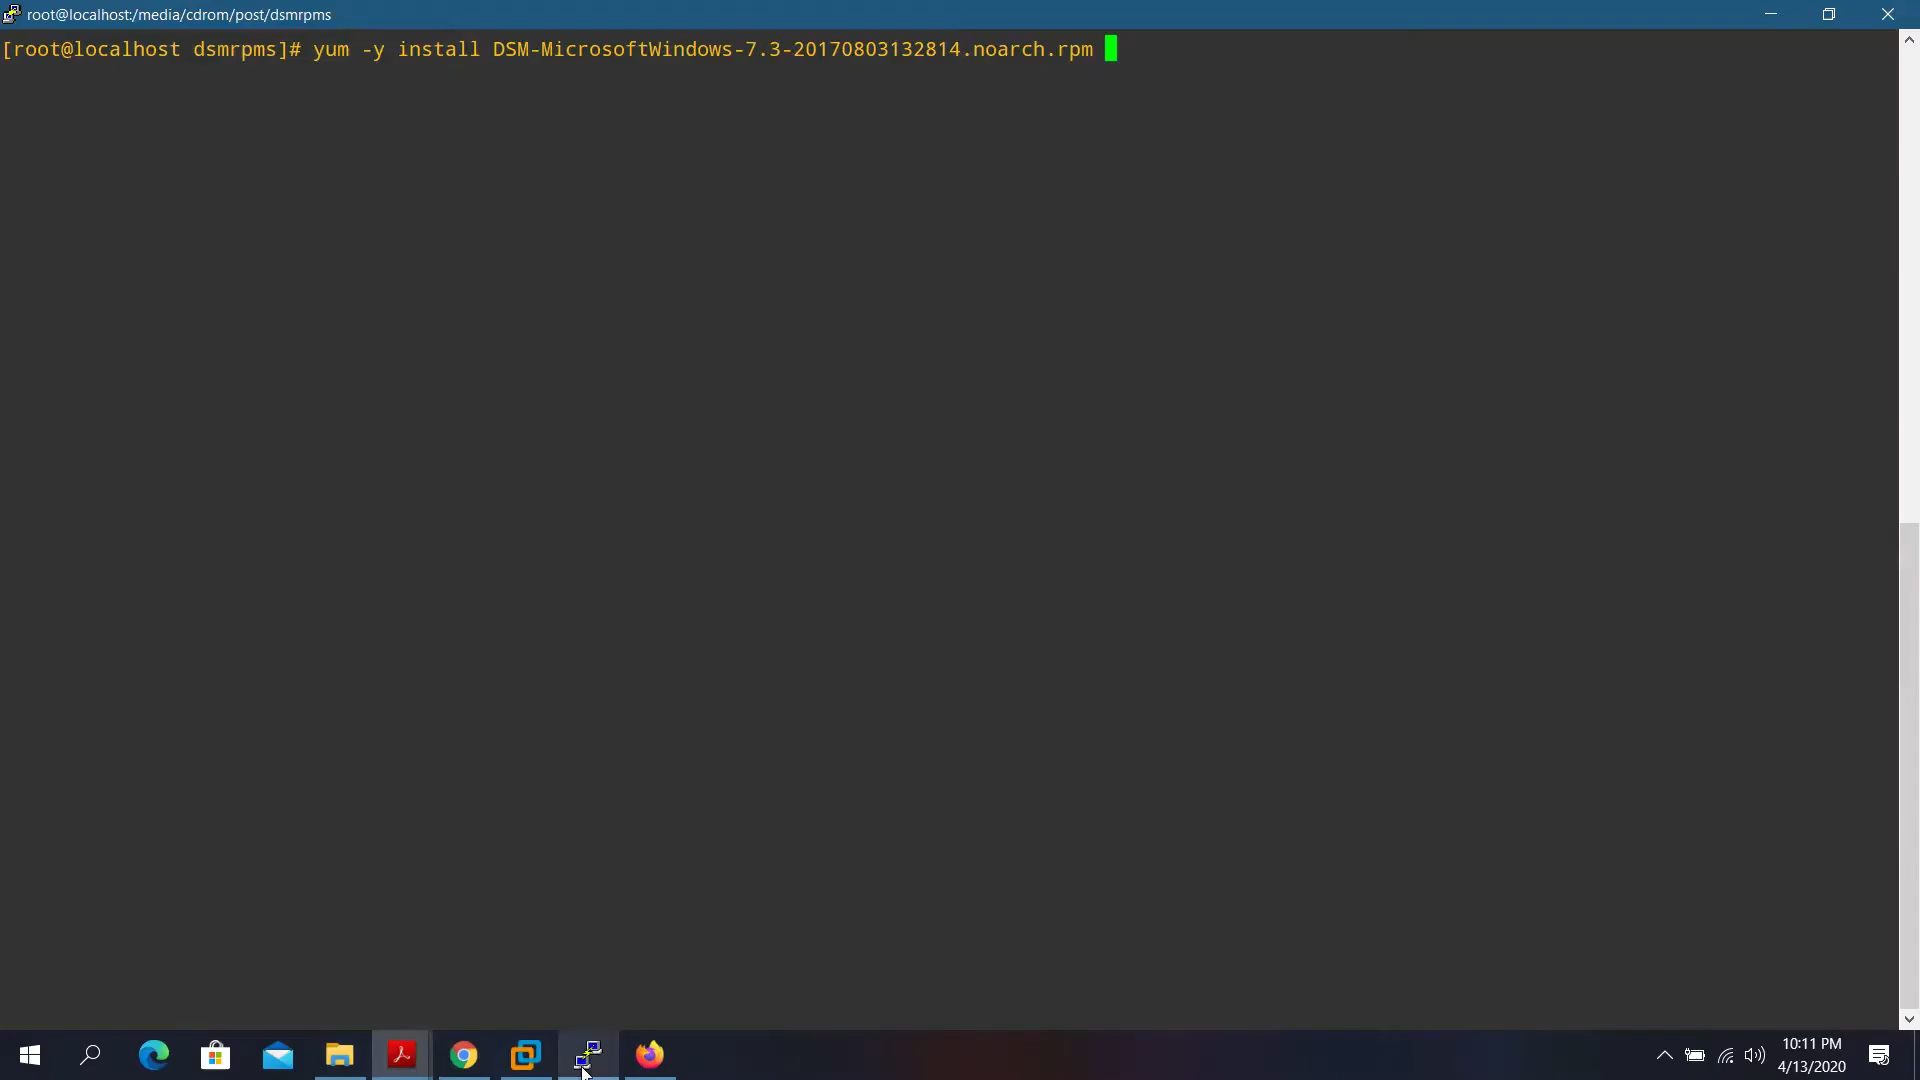 root@localhost:/media/cdrom/post/dsmrpms
[root@localhost dsmrpms]# yum -y install DSM-MicrosoftWindows-7.3-20170803132814.noarch.rpm
10:11 PM
4/13/2020